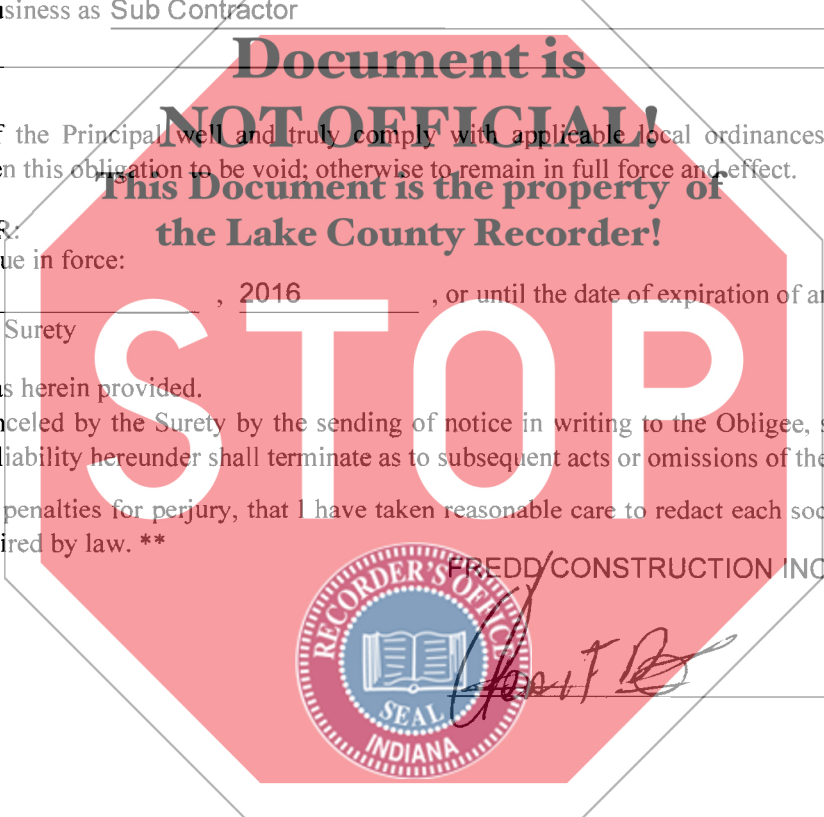 usiness as Sub Contractor
Document is
NOT OFFICIAL!
f the Principal well and truly comply with applicable local ordinances
en this obligation to be void; otherwise to remain in full force and effect.
This Document is the property of
the Lake County Recorder!
R:
ue in force:
, 2016 , or until the date of expiration of
Surety
STOP
s herein provided.
nceled by the Surety by the sending of notice in writing to the Obligee,
liability hereunder shall terminate as to subsequent acts or omissions of the
penalties for perjury, that I have taken reasonable care to redact each soc
ired by law. **
FREDD CONSTRUCTION INC
RECORDER'S OFFICE
SEAL
INDIANA